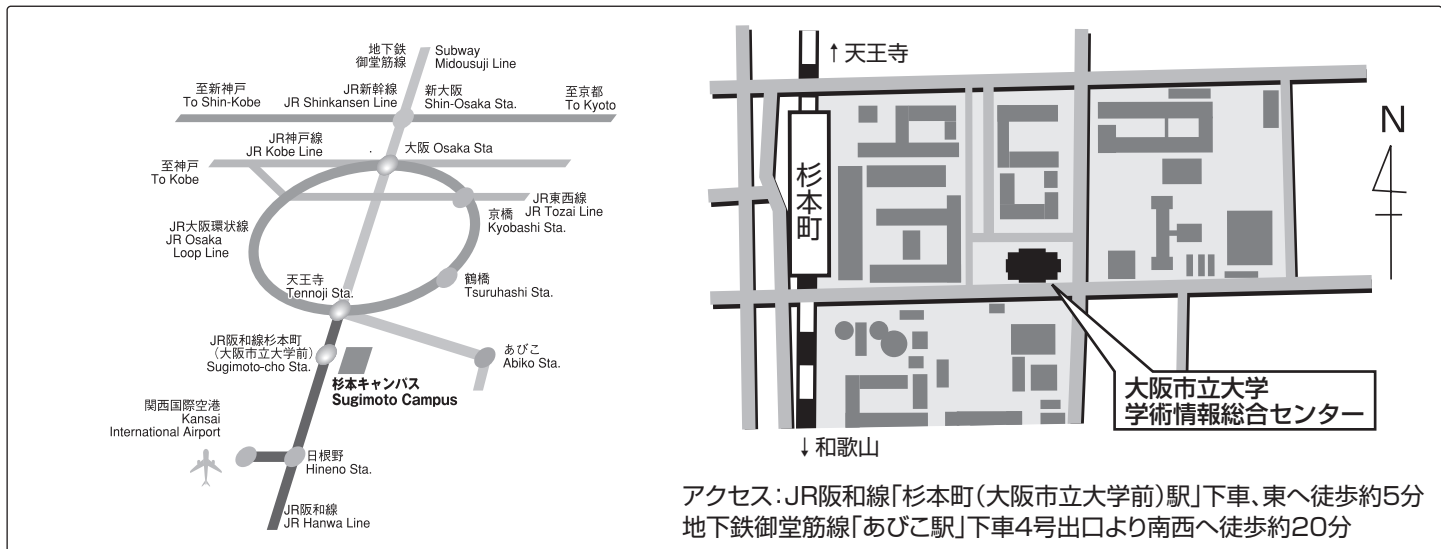 地下鉄
御堂筋線
Subway
Midousuji Line
至新神戸
To Shin-Kobe
JR新幹線
JR Shinkansen Line
新大阪
Shin-Osaka Sta.
至京都
To Kyoto
JR神戸線
JR Kobe Line
大阪 Osaka Sta
至神戸
To Kobe
JR東西線
JR Tozai Line
京橋
Kyobashi Sta.
JR大阪環状線
JR Osaka
Loop Line
天王寺
Tennoji Sta.
鶴橋
Tsuruhashi Sta.
JR阪和線杉本町
(大阪市立大学前)
Sugimoto-cho Sta.
あびこ
Abiko Sta.
杉本キャンパス
Sugimoto Campus
関西国際空港
Kansai
International Airport
日根野
Hineno Sta.
JR阪和線
JR Hanwa Line
↑天王寺
N
杉本町
大阪市立大学
学術情報総合センター
↓和歌山
アクセス:JR阪和線「杉本町(大阪市立大学前)駅」下車、東へ徒歩約5分
地下鉄御堂筋線「あびこ駅」下車4号出口より南西へ徒歩約20分